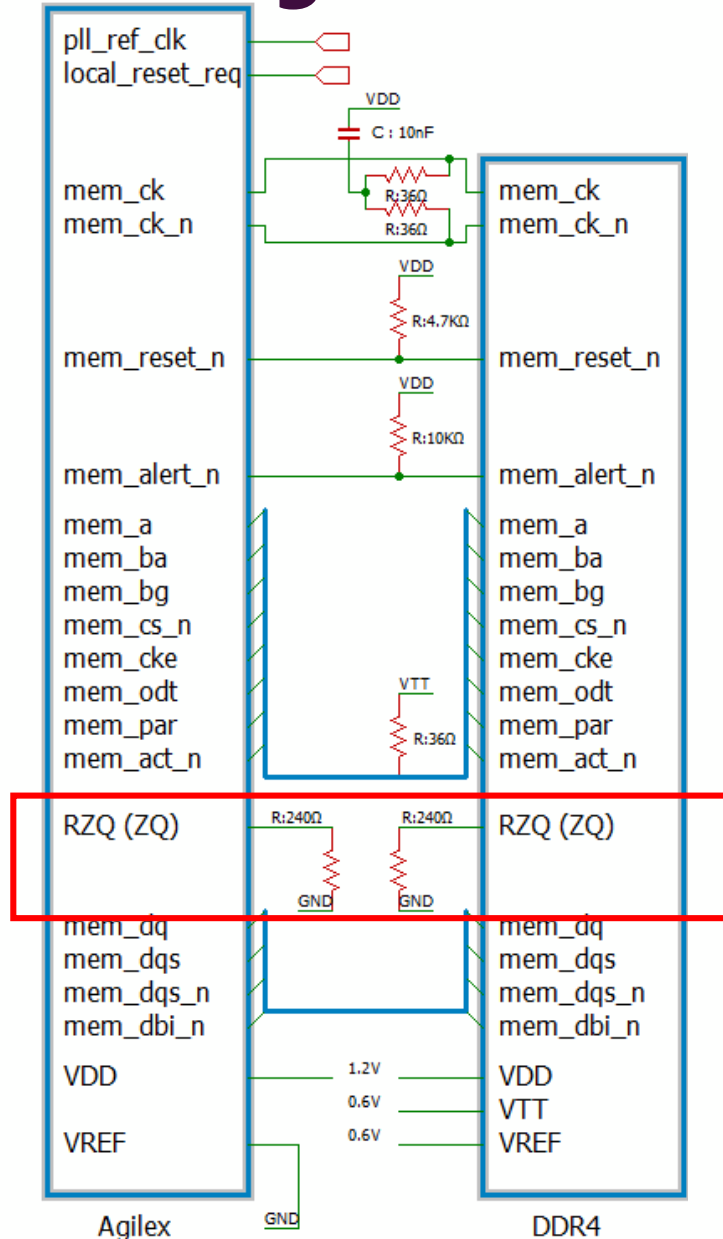 pll_ref_clk
local_reset_req
VDD
C : 10nF
mem_ck
R:36Ω
mem_ck
mem_ck_n
R:36Ω
mem_ck_n
VDD
R:4.7KΩ
mem_reset_n
mem_reset_n
VDD
R:10KΩ
mem_alert_n
mem_alert_n
mem_a
mem_a
mem_ba
mem_ba
mem_bg
mem_bg
mem_cs_n
mem_cs_n
mem_cke
mem_cke
mem_odt
VTT
mem_odt
mem_par
R:36Ω
mem_par
mem_act_n
mem_act_n
RZQ (ZQ)
R:240Ω
R:240Ω
RZQ (ZQ)
GND
GND
mem_dq
mem_dq
mem_dqs
mem_dqs
mem_dqs_n
mem_dqs_n
mem_dbi_n
mem_dbi_n
VDD
1.2V
VDD
0.6V
VTT
VREF
0.6V
VREF
Agilex
GND
DDR4